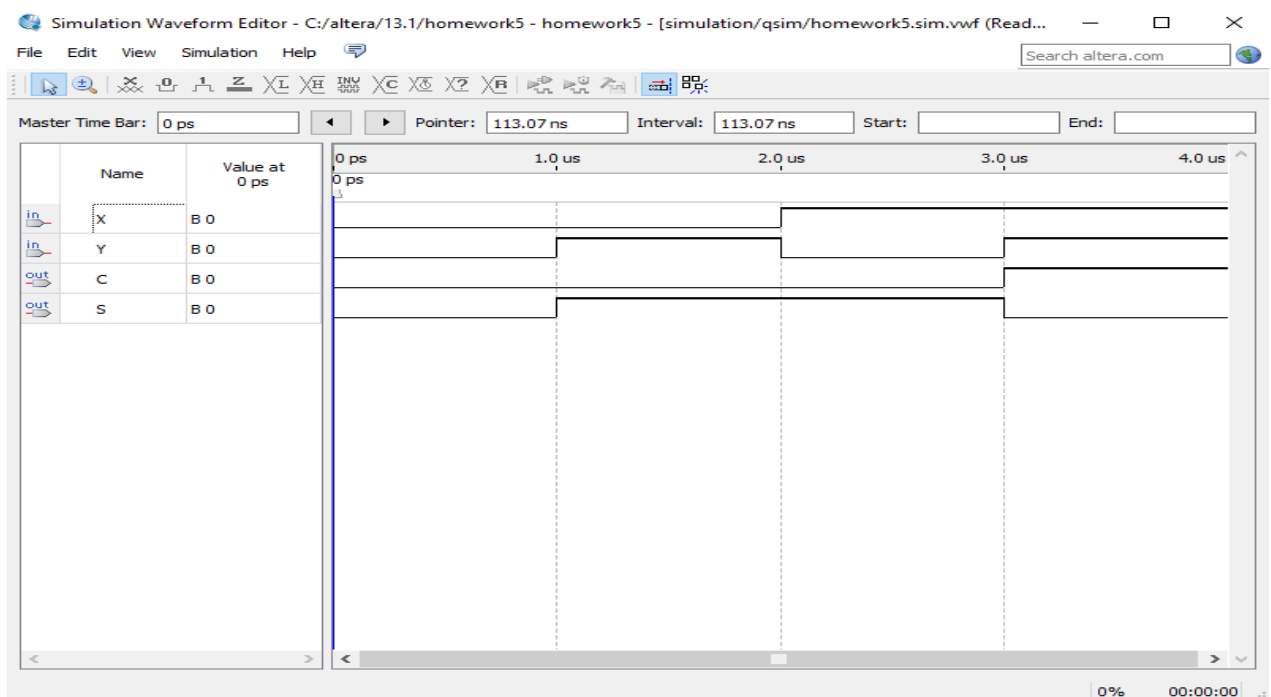 Simulation Waveform Editor - C:/altera/13.1/homework5 - homework5 - [simulation/qsim/homework5.sim.vwf (Read...
File Edit View Simulation Help
Search altera.com
Master Time Bar: 0 ps Pointer: 113.07 ns Interval: 113.07 ns Start: End:
Name Value at 0 ps
0 ps 1.0 us 2.0 us 3.0 us 4.0 us
0 ps
in X B 0
in Y B 0
out C B 0
out S B 0
0% 00:00:00